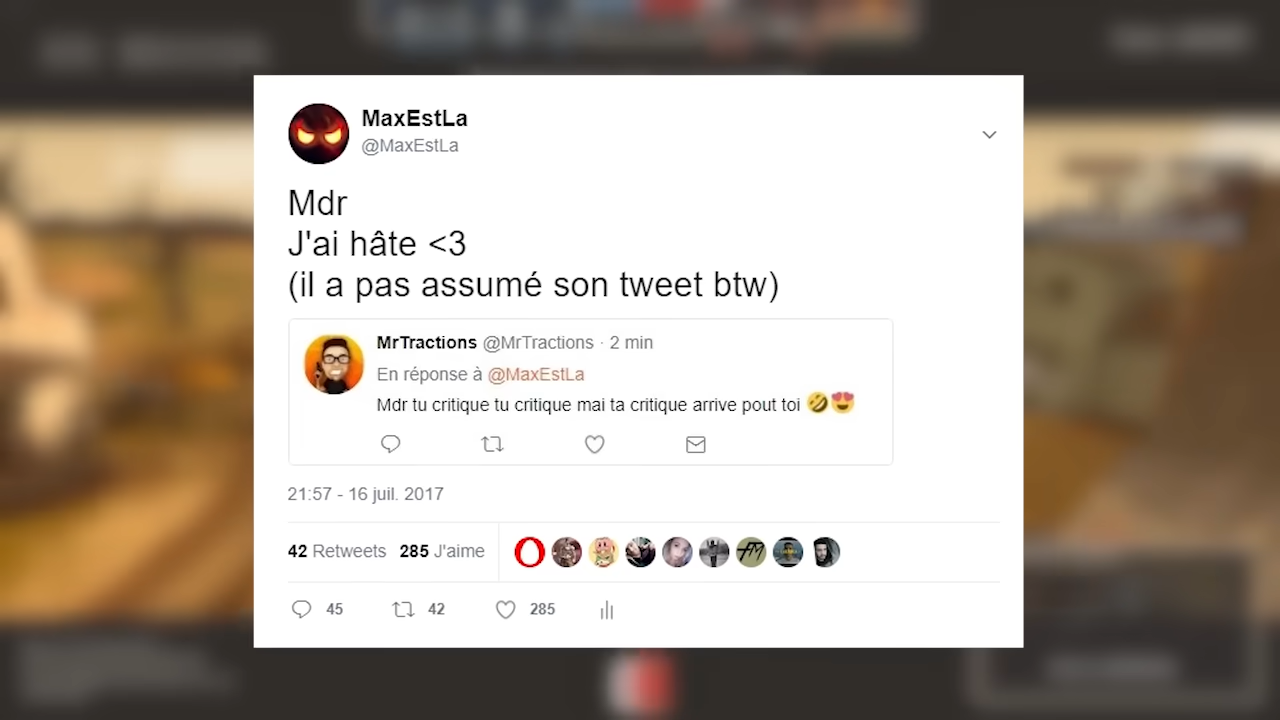 MaxEstLa
@MaxEstLa
Mdr
J'ai hâte <3
(il a pas assumé son tweet btw)
MrTractions @MrTractions · 2 min
En réponse à @MaxEstLa
Mdr tu critique tu critique mai ta critique arrive pout toi 🤣😍
21:57 - 16 juil. 2017
42 Retweets 285 J'aime
45 42 285